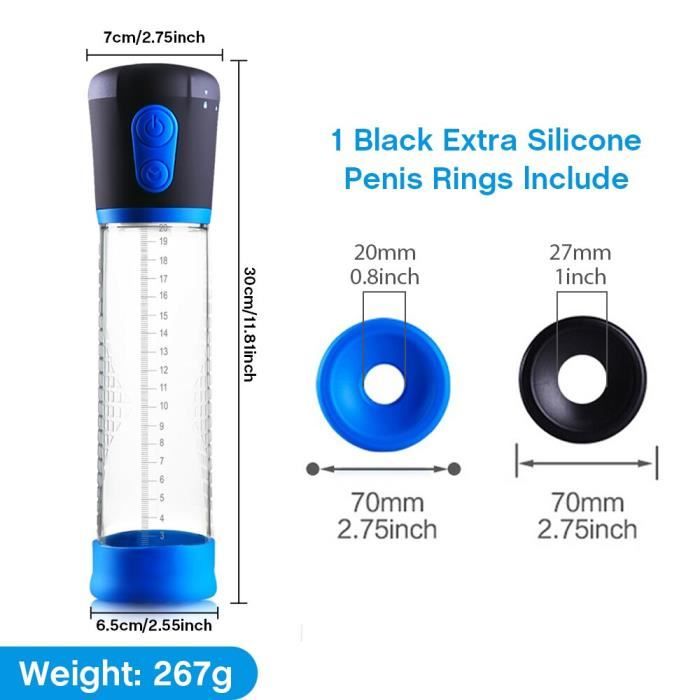 7cm/2.75inch
1 Black Extra Silicone
Penis Rings Include
20mm
0.8inch
27mm
1inch
30cm/11.81inch
20
19
18
17
16
15
14
13
12
11
10
9
8
7
6
5
4
3
70mm
2.75inch
70mm
2.75inch
6.5cm/2.55inch
Weight: 267g